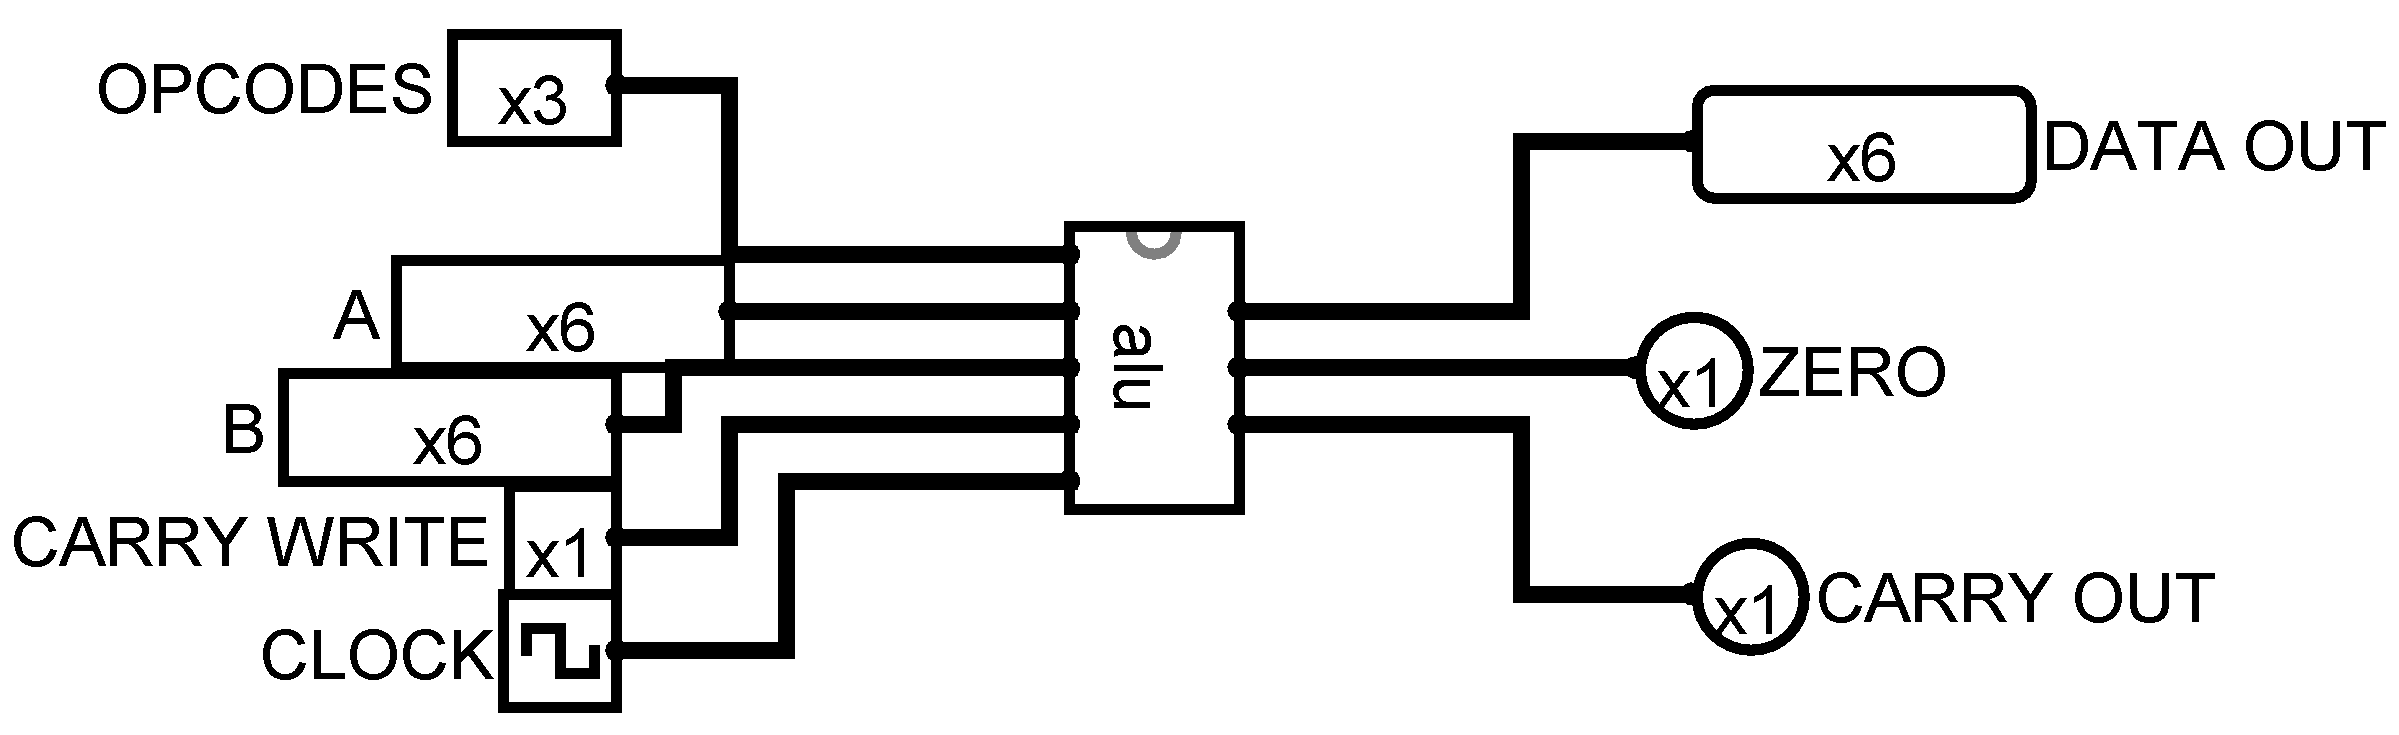 OPCODES
x3
A
x6
B
x6
CARRY WRITE
x1
CLOCK
alu
x6
DATA OUT
x1
ZERO
x1
CARRY OUT